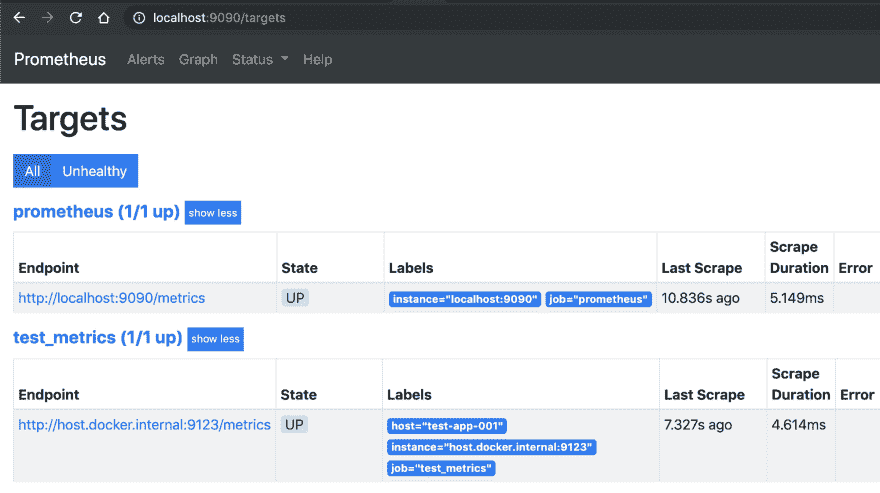 localhost:9090/targets
Prometheus Alerts Graph Status Help
Targets
All Unhealthy
prometheus (1/1 up) show less
Endpoint State Labels Last Scrape Scrape Duration Error
http://localhost:9090/metrics UP instance="localhost:9090" job="prometheus" 10.836s ago 5.149ms
test_metrics (1/1 up) show less
Endpoint State Labels Last Scrape Scrape Duration Error
http://host.docker.internal:9123/metrics UP host="test-app-001" 7.327s ago 4.614ms
instance="host.docker.internal:9123"
job="test_metrics"